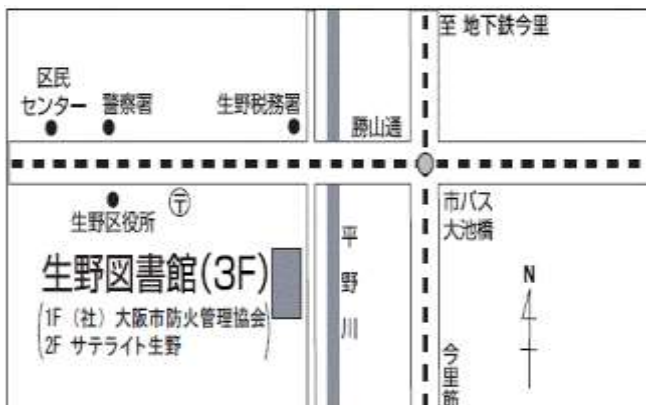 至 地下鉄今里
区民
センター
警察署
生野税務署
勝山通
生野区役所
〒
市バス
大池橋
生野図書館(3F)
(1F (社) 大阪市防火管理協会)
2F サテライト生野
平野川
N
今里筋